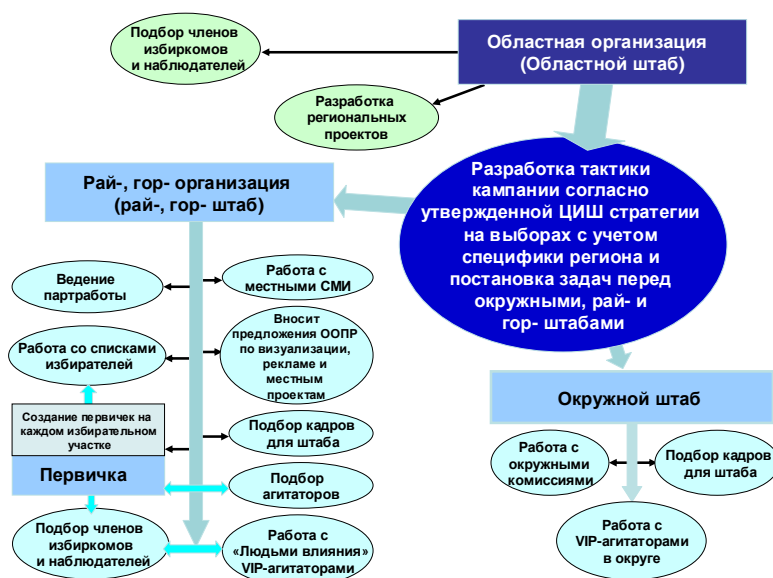 Подбор членов
избиркомов
и наблюдателей
Областная организация
(Областной штаб)
Разработка
региональных
проектов
Разработка тактики
кампании согласно
утвержденной ЦИШ стратегии
на выборах с учетом
специфики региона и
постановка задач перед
окружными, рай- и
гор- штабами
Рай-, гор- организация
(рай-, гор- штаб)
Ведение
партработы
Работа с
местными СМИ
Работа со списками
избирателей
Вносит
предложения ООПР
по визуализации,
рекламе и
местным
проектам
Создание первичек на
каждом избирательном
участке
Первичка
Подбор кадров
для штаба
Подбор
агитаторов
Подбор членов
избиркомов
и наблюдателей
Работа с
«Людьми влияния»
VIP-агитаторами
Окружной штаб
Работа с
окружными
комиссиями
Подбор кадров
для штаба
Работа с
VIP-агитаторами
в округе